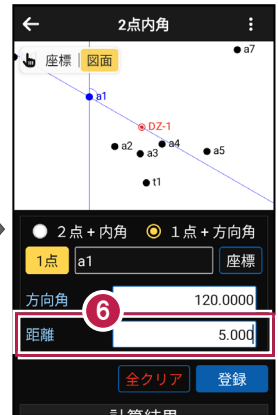 2点内角
座標 図面
a7
a1
DZ-1
a2
a4
a3
a5
t1
２点＋内角 １点＋方向角
1点 a1 座標
方向角 120.0000
6
距離 5.000
全クリア 登録
計算結果